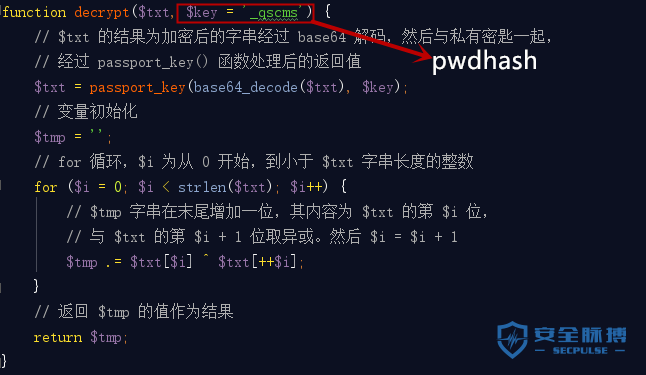 function decrypt($txt, $key = '_gscms') {
// $txt 的结果为加密后的字串经过 base64 解码，然后与私有密匙一起，
pwdhash
// 经过 passport_key() 函数处理后的返回值
$txt = passport_key(base64_decode($txt), $key);
// 变量初始化
$tmp = '';
// for 循环，$i 为从 0 开始，到小于 $txt 字串长度的整数
for ($i = 0; $i < strlen($txt); $i++) {
// $tmp 字串在末尾增加一位，其内容为 $txt 的第 $i 位，
// 与 $txt 的第 $i + 1 位取异或。然后 $i = $i + 1
$tmp .= $txt[$i] ^ $txt[++$i];
}
// 返回 $tmp 的值作为结果
return $tmp;
}
安全脉搏
SECPULSE